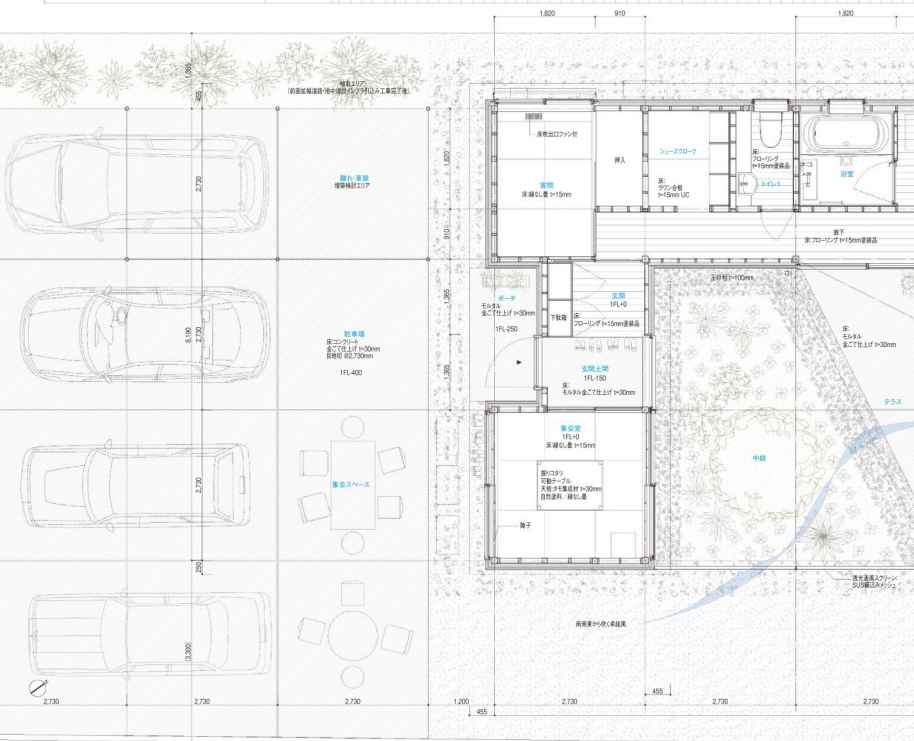 1,820
910
1,820
1,365
455
植栽エリア
(前面拡幅道路・地中埋設インフラ引込み工事完了後)
離れ・東屋
増築検討エリア
2,730
1,820
910
床吹出口ファン付
客間
床:縁なし畳 t=15mm
押入
シューズクローク
床:
ラワン合板
t=15mm UC
床:
フローリング
t=15mm塗装品
トイレ1
浴室
廊下
床:フローリング t=15mm塗装品
ポーチ
モルタル
金ごて仕上げ t=30mm
1FL-250
下駄箱
玄関
1FL+0
床:
フローリング t=15mm塗装品
玉砂利 t=100mm
1,365
1,365
8,190
2,730
駐車場
床:コンクリート
金ごて仕上げ t=30mm
目地切 @2,730mm
1FL-400
玄関土間
1FL-150
床:
モルタル金ごて仕上げ t=30mm
床:
モルタル
金ごて仕上げ t=30mm
テラス
集会室
1FL+0
床:縁なし畳 t=15mm
掘りコタツ
可動テーブル
天板:タモ集成材 t=30mm
自然塗料/縁なし畳
障子
中庭
2,730
集会スペース
250
透光通風スクリーン:
SUS編込みメッシュ
南南東から吹く卓越風
(3,300)
2,730
2,730
2,730
1,200
455
2,730
455
2,730
2,730